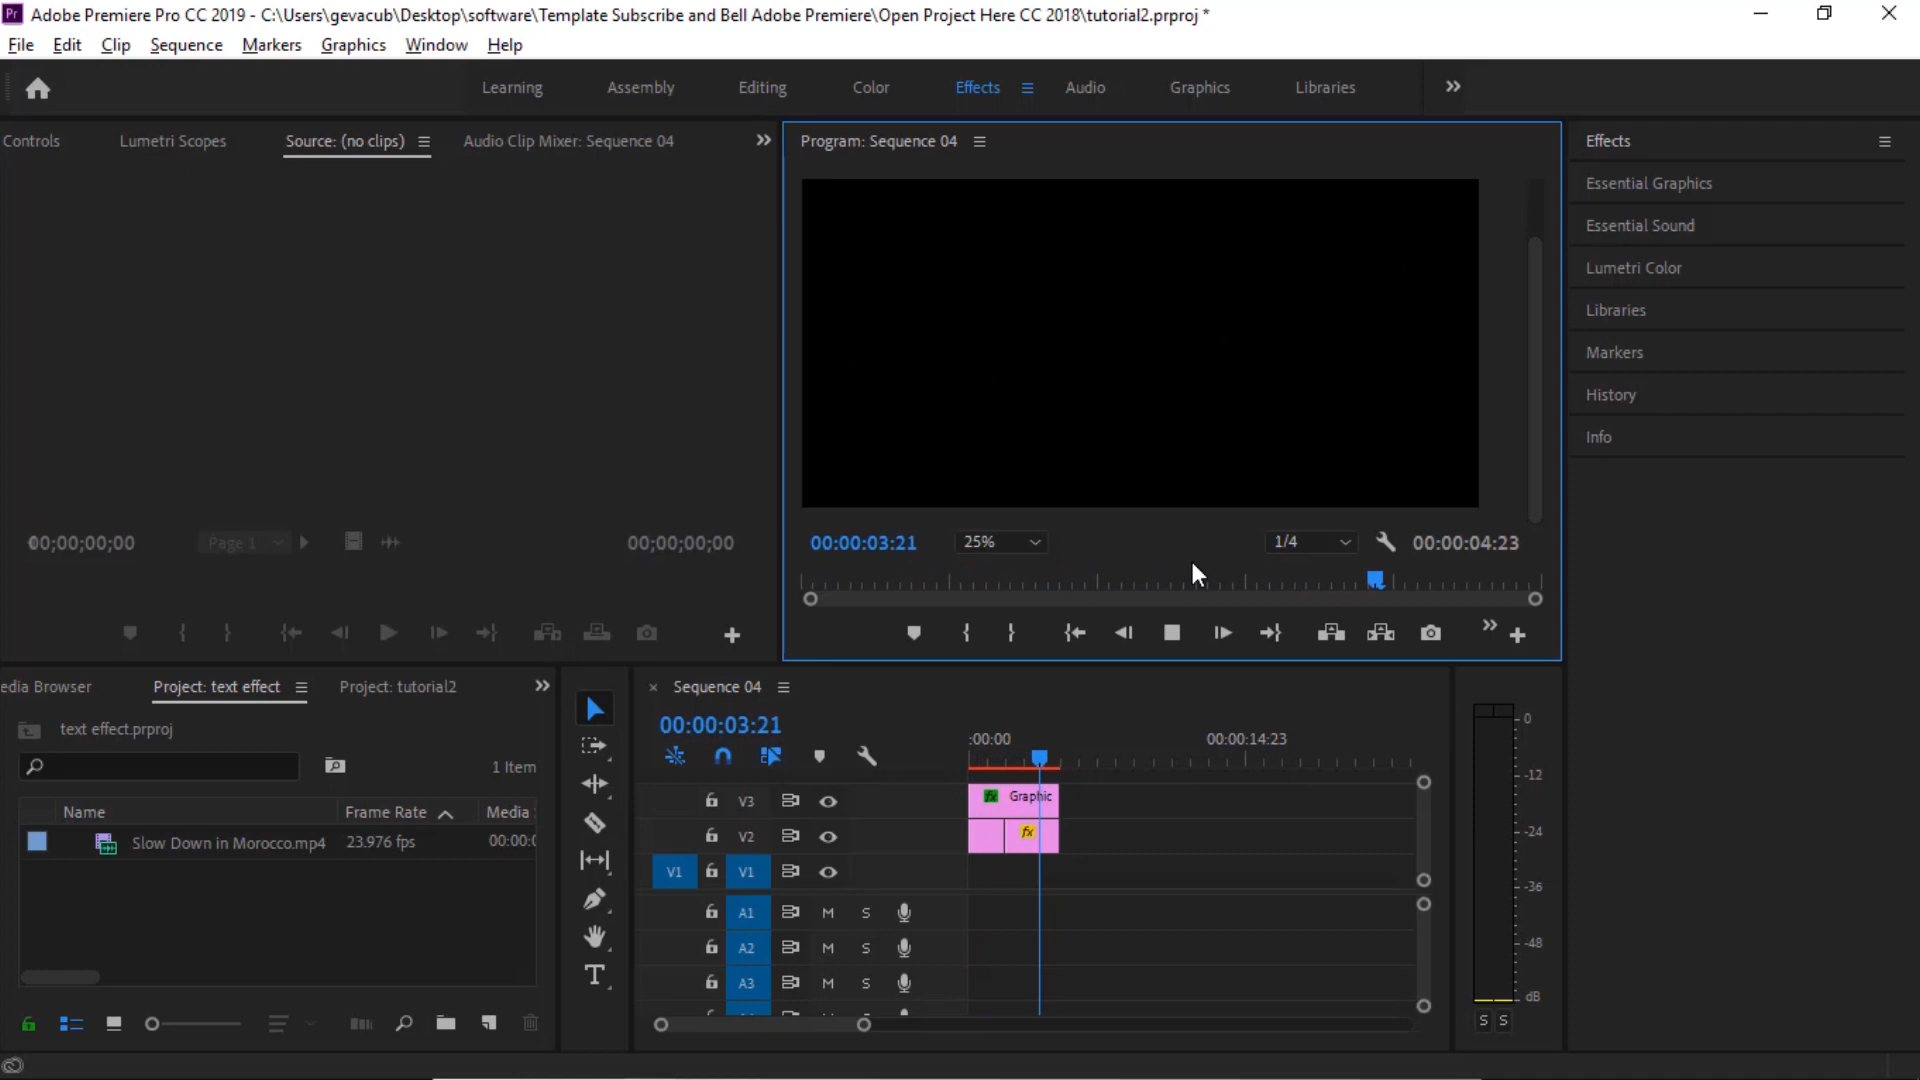 Pr Adobe Premiere Pro CC 2019 - C:\Users\gevacub\Desktop\software\Template Subscribe and Bell Adobe Premiere\Open Project Here CC 2018\tutorial2.prproj *
File Edit Clip Sequence Markers Graphics Window Help
Learning Assembly Editing Color Effects Audio Graphics Libraries
Controls Lumetri Scopes Source: (no clips) Audio Clip Mixer: Sequence 04
Program: Sequence 04
Effects
Essential Graphics
Essential Sound
Lumetri Color
Libraries
Markers
History
Info
00;00;00;00 Page 1 00;00;00;00
00:00:03:21 25% 1/4 00:00:04:23
edia Browser Project: text effect Project: tutorial2
text effect.prproj
1 Item
Name Frame Rate Media
Slow Down in Morocco.mp4 23.976 fps 00:00:0
Sequence 04
00:00:03:21
:00:00 00:00:14:23
V3 fx Graphic
V2 fx
V1 V1
A1 M S
A2 M S
A3 M S
0
-12
-24
-36
-48
dB
S S